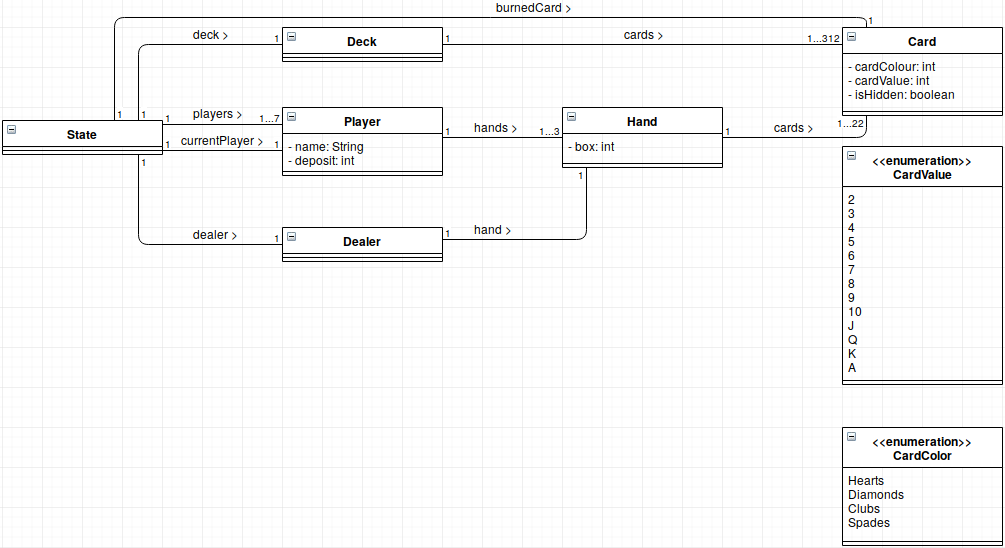 burnedCard >
1
deck >
1
Deck
1
cards >
1...312
Card
- cardColour: int
- cardValue: int
- isHidden: boolean
1
1
players >
1
1...7
Player
- name: String
- deposit: int
1
hands >
1...3
Hand
- box: int
1
cards >
1...22
State
currentPlayer >
1
1
1
dealer >
1
Dealer
1
hand >
1
<<enumeration>>
CardValue
2
3
4
5
6
7
8
9
10
J
Q
K
A
<<enumeration>>
CardColor
Hearts
Diamonds
Clubs
Spades